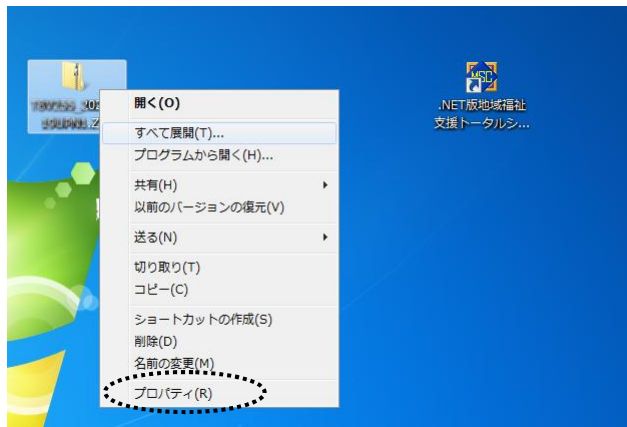 開く(O)
すべて展開(T)...
プログラムから開く(H)...
共有(H)
以前のバージョンの復元(V)
送る(N)
切り取り(T)
コピー(C)
ショートカットの作成(S)
削除(D)
名前の変更(M)
プロパティ(R)
MSC
.NET版地域福祉
支援トータルシ...